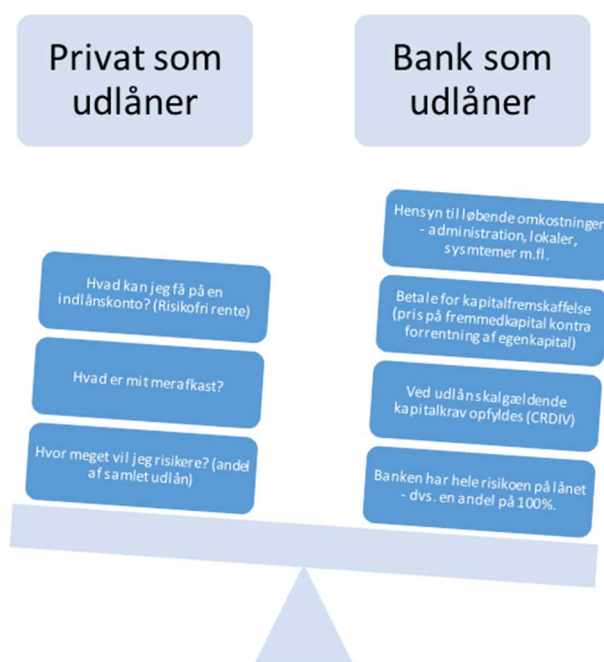 Privat som
udlåner
Bank som
udlåner
Hvad kan jeg få på en
indlånskonto? (Risikofri rente)
Hvad er mit merafkast?
Hvor meget vil jeg risikere? (andel
af samlet udlån)
Hensyn til løbende omkostninger
- administration, lokaler,
sysmtemer m.fl.
Betale for kapitalfremskaffelse
(pris på fremmedkapital kontra
forrentning af egenkapital)
Ved udlån skal gældende
kapitalkrav opfyldes (CRDIV)
Banken har hele risikoen på lånet
- dvs. en andel på 100%.